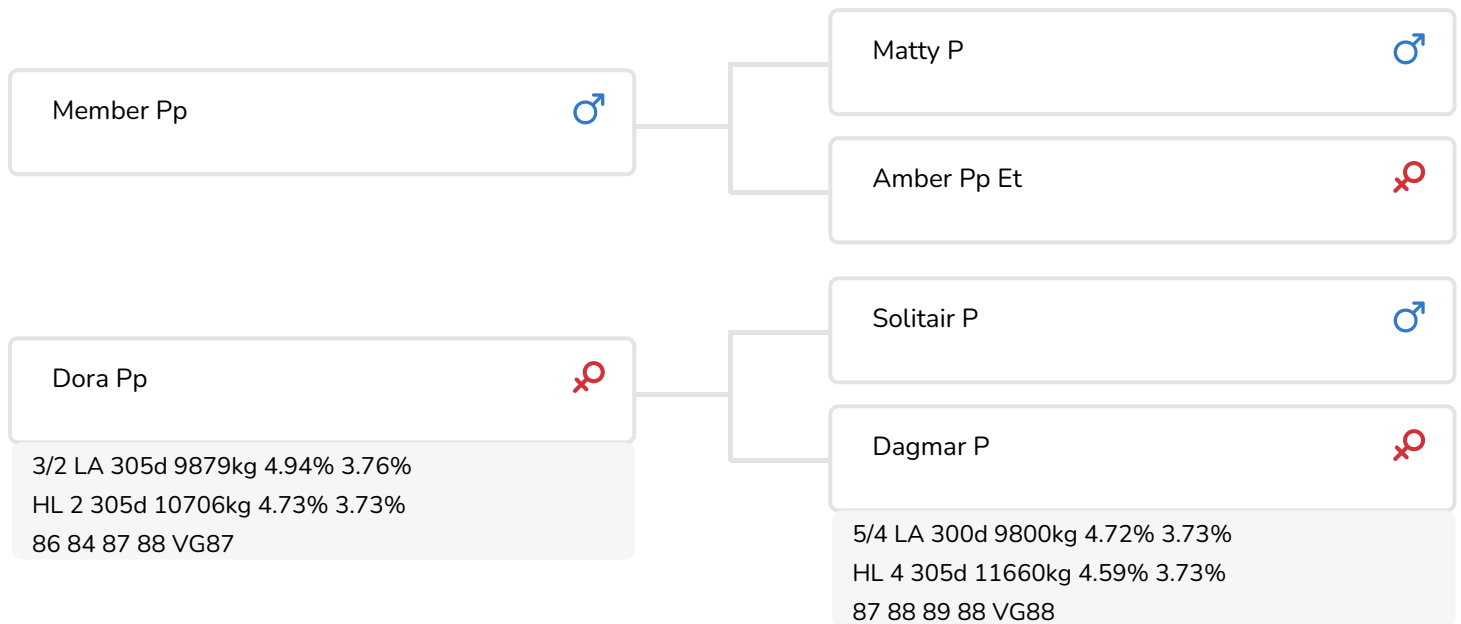 Matty P
Member Pp
Amber Pp Et
Solitair P
Dora Pp
Dagmar P
3/2 LA 305d 9879kg 4.94% 3.76%
HL 2 305d 10706kg 4.73% 3.73%
86 84 87 88 VG87
5/4 LA 300d 9800kg 4.72% 3.73%
HL 4 305d 11660kg 4.59% 3.73%
87 88 89 88 VG88